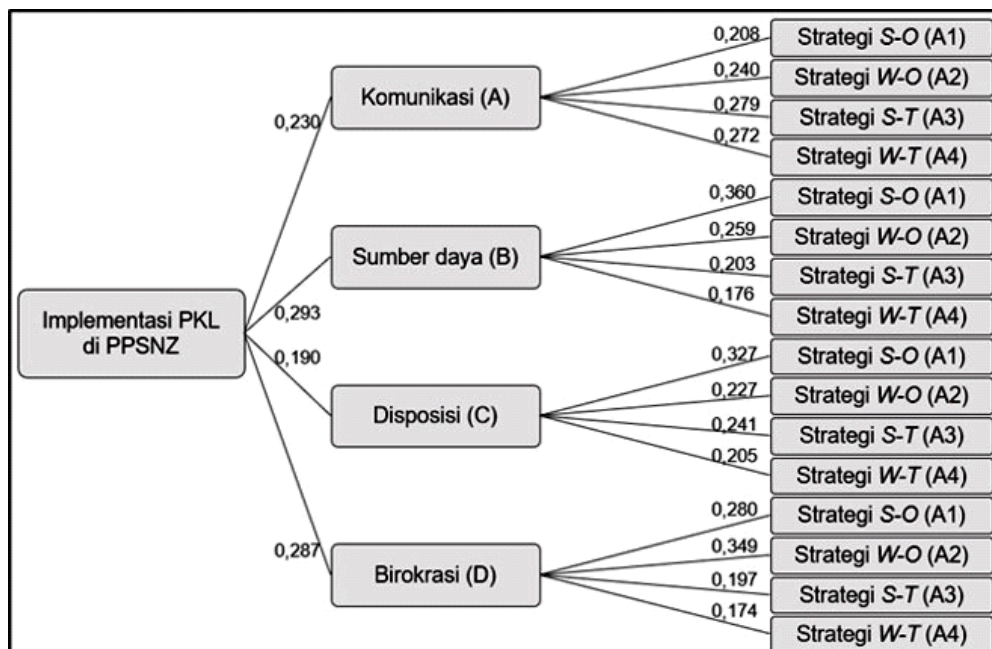 Implementasi PKL
di PPSNZ
0,230
Komunikasi (A)
0,208
Strategi S-O (A1)
0,240
Strategi W-O (A2)
0,279
Strategi S-T (A3)
0,272
Strategi W-T (A4)
0,293
Sumber daya (B)
0,360
Strategi S-O (A1)
0,259
Strategi W-O (A2)
0,203
Strategi S-T (A3)
0,176
Strategi W-T (A4)
0,190
Disposisi (C)
0,327
Strategi S-O (A1)
0,227
Strategi W-O (A2)
0,241
Strategi S-T (A3)
0,205
Strategi W-T (A4)
0,287
Birokrasi (D)
0,280
Strategi S-O (A1)
0,349
Strategi W-O (A2)
0,197
Strategi S-T (A3)
0,174
Strategi W-T (A4)